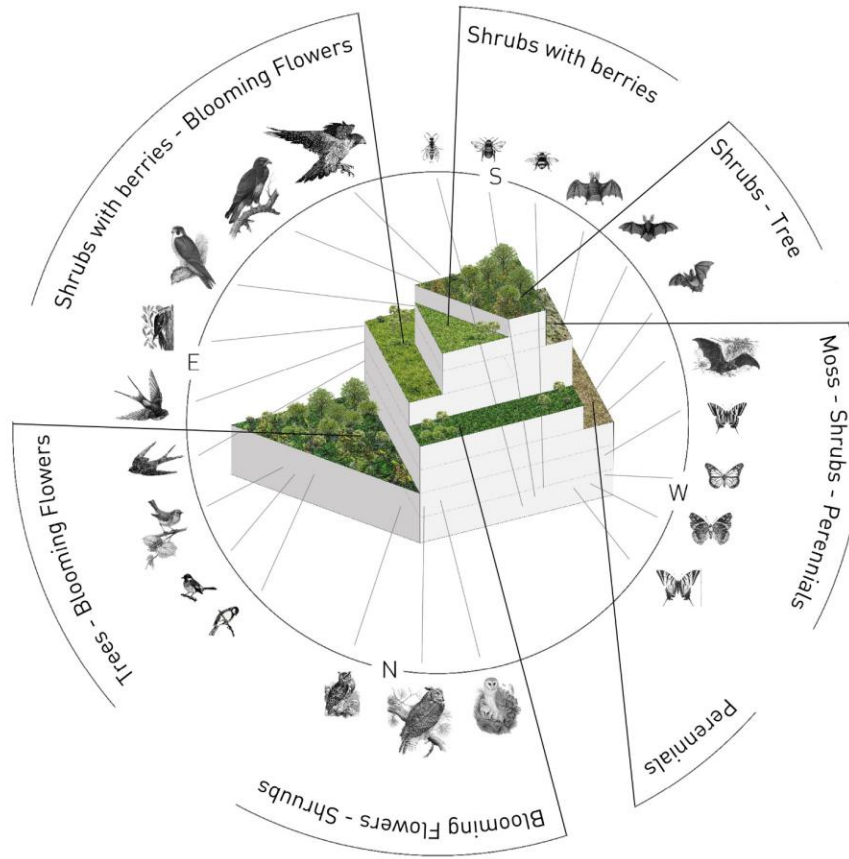 Shrubs with berries - Blooming Flowers
Shrubs with berries
Shrubs - Tree
Moss - Shrubs - Perennials
Perennials
Blooming Flowers - Shruubs
Trees - Blooming Flowers
S
E
W
N